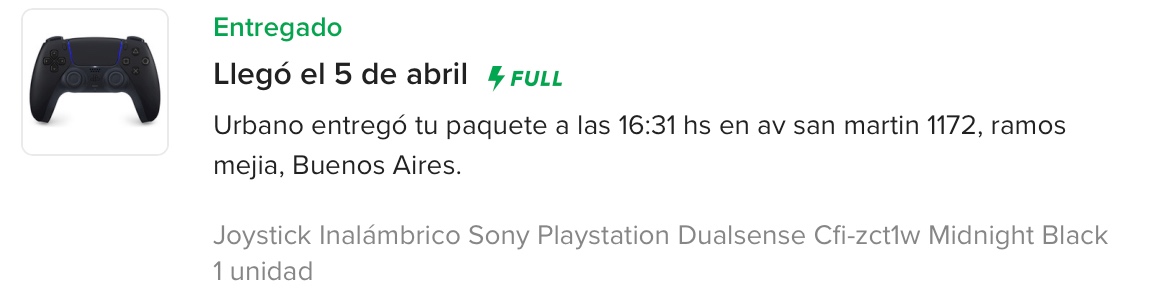 Entregado
Llegó el 5 de abril FULL
Urbano entregó tu paquete a las 16:31 hs en av san martin 1172, ramos
mejia, Buenos Aires.
Joystick Inalámbrico Sony Playstation Dualsense Cfi-zct1w Midnight Black
1 unidad